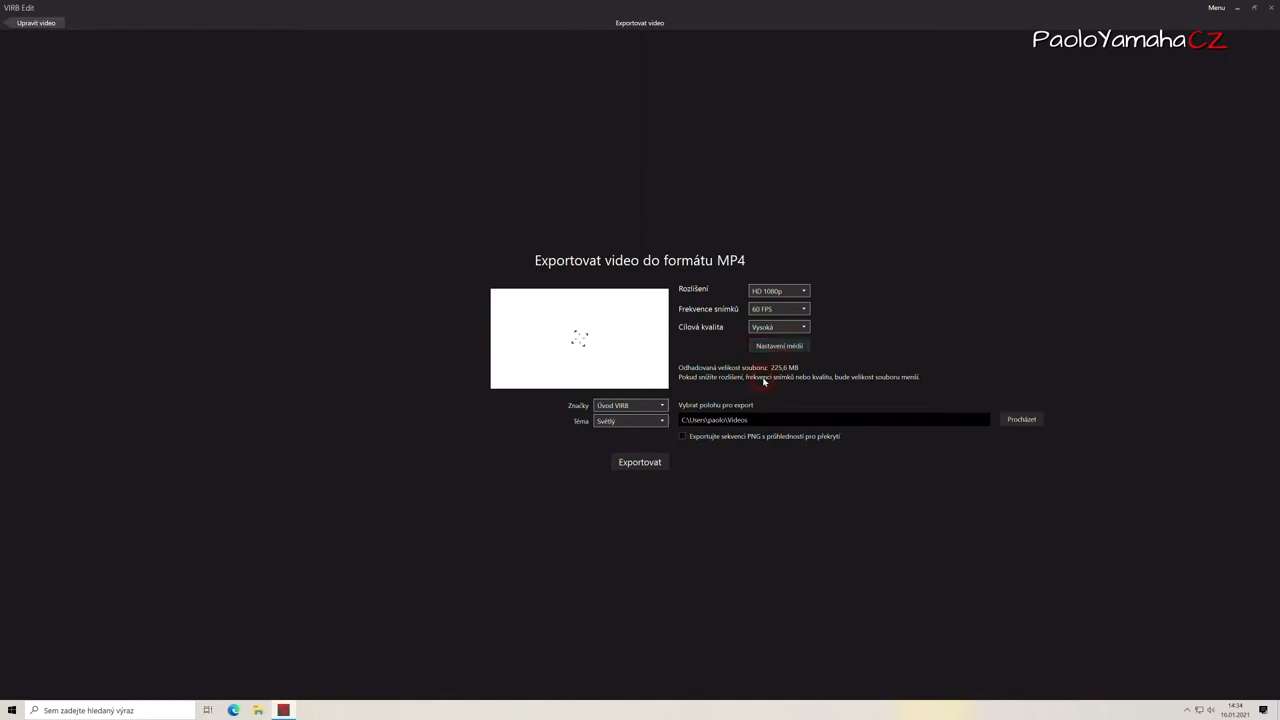 VIRB Edit
Menu
Upravit video
Exportovat video
PaoloYamahaCZ
Exportovat video do formátu MP4
Rozlišení
HD 1080p
Frekvence snímků
60 FPS
Cílová kvalita
Vysoká
Nastavení médií
Odhadovaná velikost souboru: 225,6 MB
Pokud snížíte rozlišení, frekvenci snímků nebo kvalitu, bude velikost souboru menší.
Značky
Úvod VIRB
Téma
Světlý
Vybrat polohu pro export
C:\Users\paolo\Videos
Procházet
Exportujte sekvenci PNG s průhledností pro překrytí
Exportovat
Sem zadejte hledaný výraz
14:34
16.01.2021